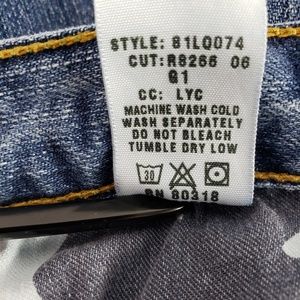 STYLE: 81LQ074
CUT: R8266 06
G1
CC: LYC
MACHINE WASH COLD
WASH SEPARATELY
DO NOT BLEACH
TUMBLE DRY LOW
30
RN 80318